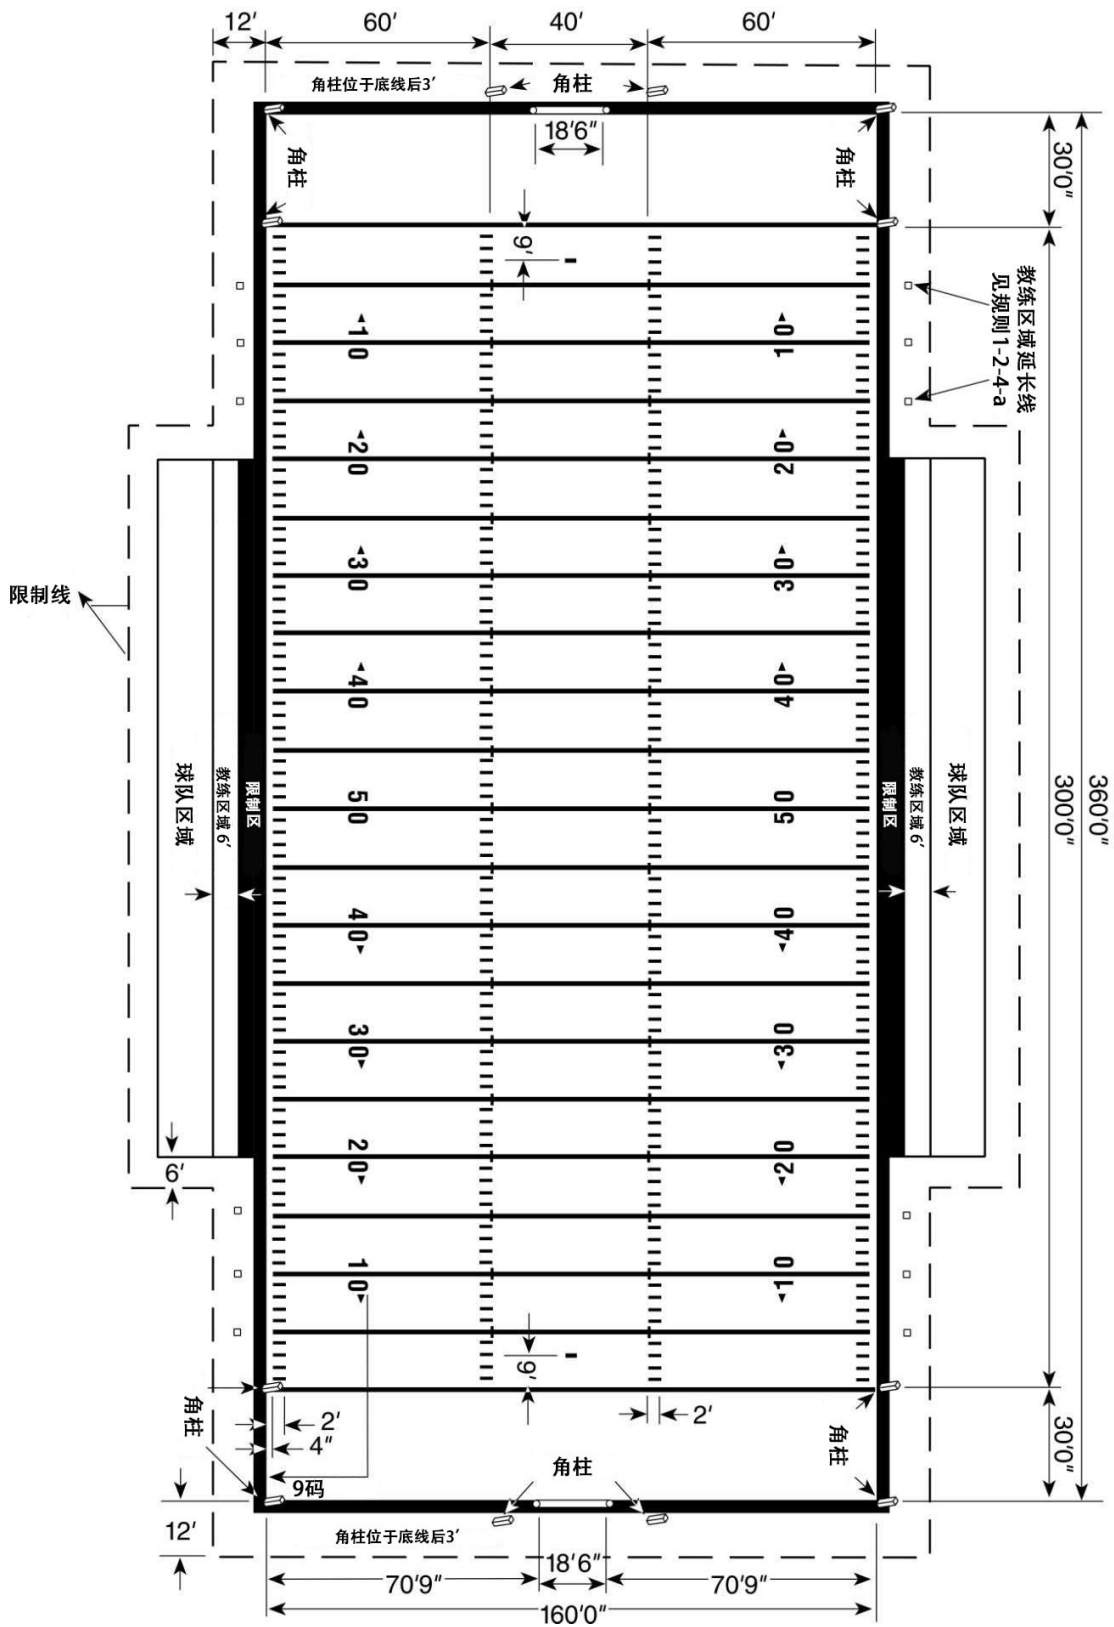 12′
60′
40′
60′
角柱位于底线后3′
角柱
18′6″
角柱
角柱
30′0″
9′
教练区域延长线
见规则1-2-4-a
10
10
20
20
30
30
限制线
40
40
球队区域
教练区域 6′
限制区
50
50
限制区
教练区域 6′
球队区域
300′0″
360′0″
40
40
30
30
20
20
6′
10
10
9′
角柱
2′
4″
9码
2′
角柱
角柱
30′0″
12′
角柱位于底线后3′
18′6″
70′9″
70′9″
160′0″